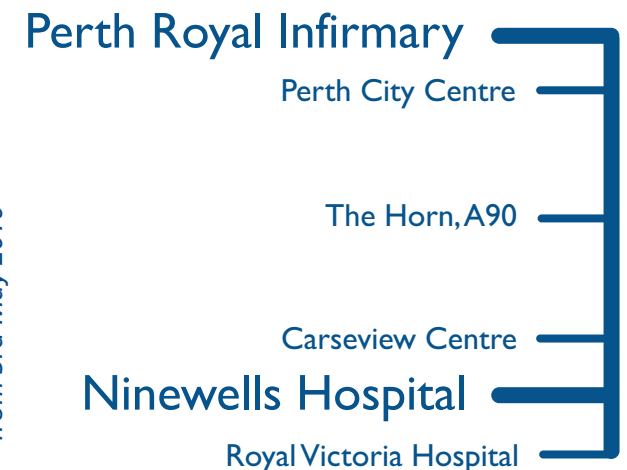 Perth Royal Infirmary
Perth City Centre
The Horn, A90
Carseview Centre
Ninewells Hospital
Royal Victoria Hospital